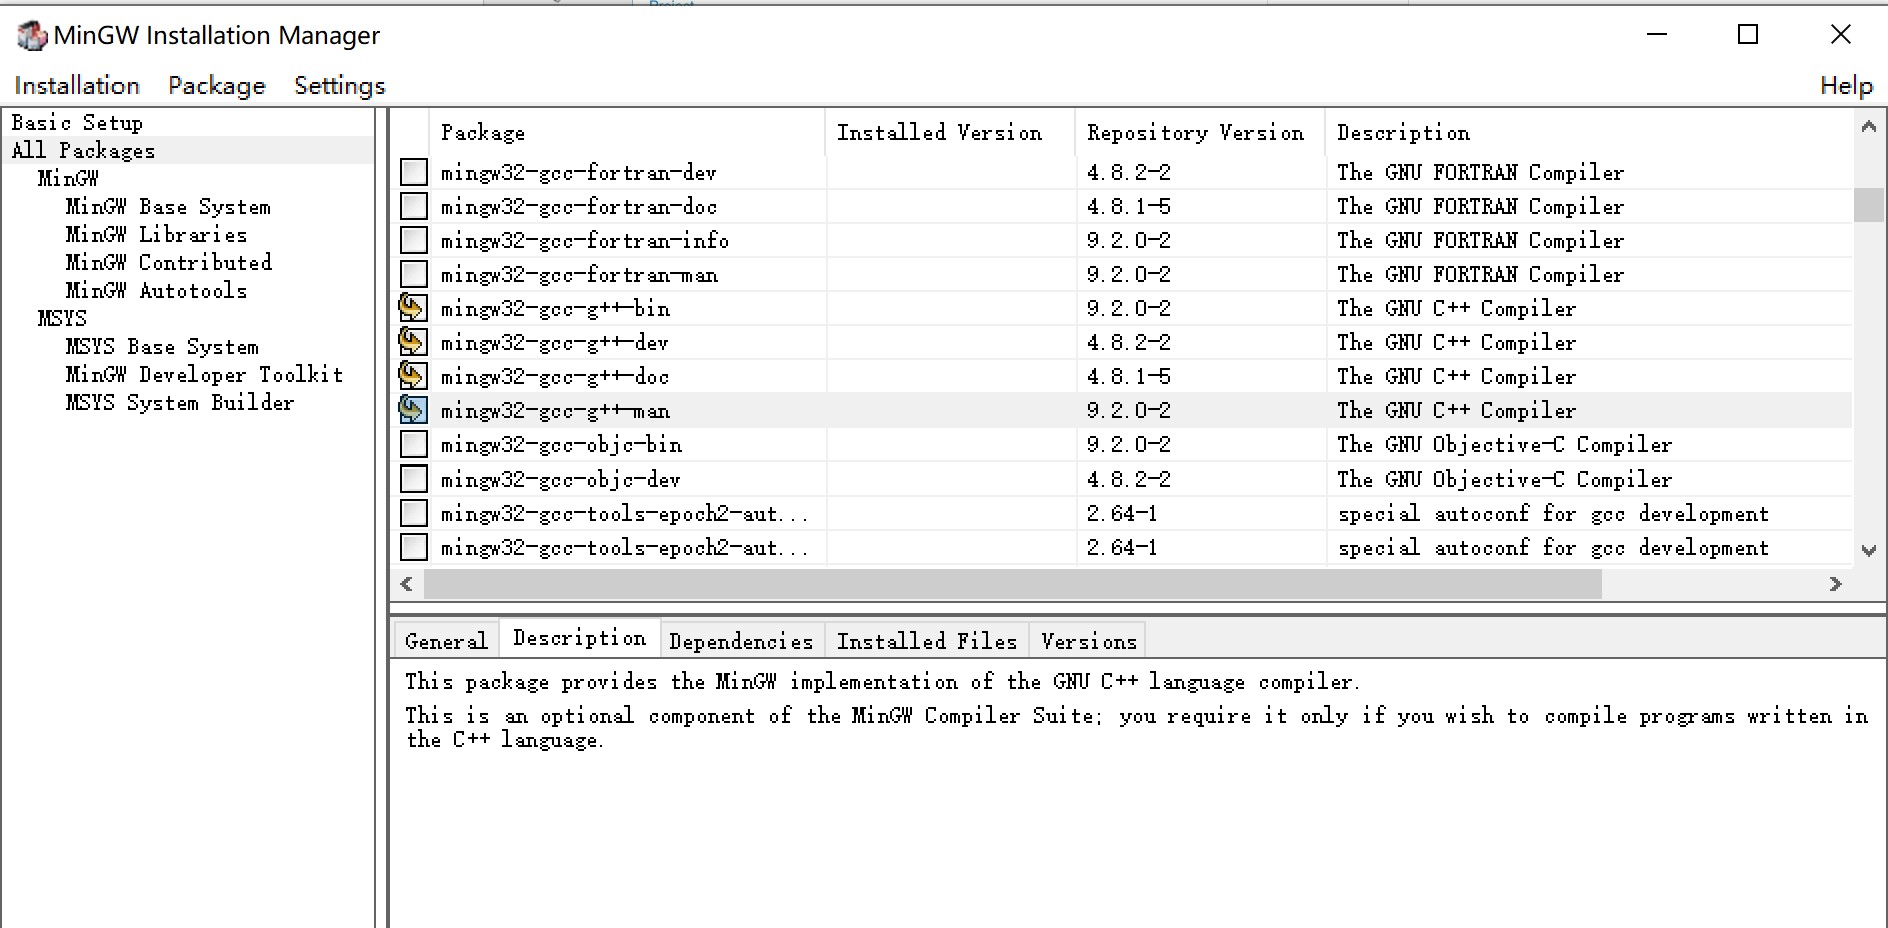 Project
MinGW Installation Manager
Installation Package Settings Help
Basic Setup
All Packages
MinGW
MinGW Base System
MinGW Libraries
MinGW Contributed
MinGW Autotools
MSYS
MSYS Base System
MinGW Developer Toolkit
MSYS System Builder
Package Installed Version Repository Version Description
mingw32-gcc-fortran-dev 4.8.2-2 The GNU FORTRAN Compiler
mingw32-gcc-fortran-doc 4.8.1-5 The GNU FORTRAN Compiler
mingw32-gcc-fortran-info 9.2.0-2 The GNU FORTRAN Compiler
mingw32-gcc-fortran-man 9.2.0-2 The GNU FORTRAN Compiler
mingw32-gcc-g++-bin 9.2.0-2 The GNU C++ Compiler
mingw32-gcc-g++-dev 4.8.2-2 The GNU C++ Compiler
mingw32-gcc-g++-doc 4.8.1-5 The GNU C++ Compiler
mingw32-gcc-g++-man 9.2.0-2 The GNU C++ Compiler
mingw32-gcc-objc-bin 9.2.0-2 The GNU Objective-C Compiler
mingw32-gcc-objc-dev 4.8.2-2 The GNU Objective-C Compiler
mingw32-gcc-tools-epoch2-aut... 2.64-1 special autoconf for gcc development
mingw32-gcc-tools-epoch2-aut... 2.64-1 special autoconf for gcc development
General Description Dependencies Installed Files Versions
This package provides the MinGW implementation of the GNU C++ language compiler.
This is an optional component of the MinGW Compiler Suite; you require it only if you wish to compile programs written in
the C++ language.